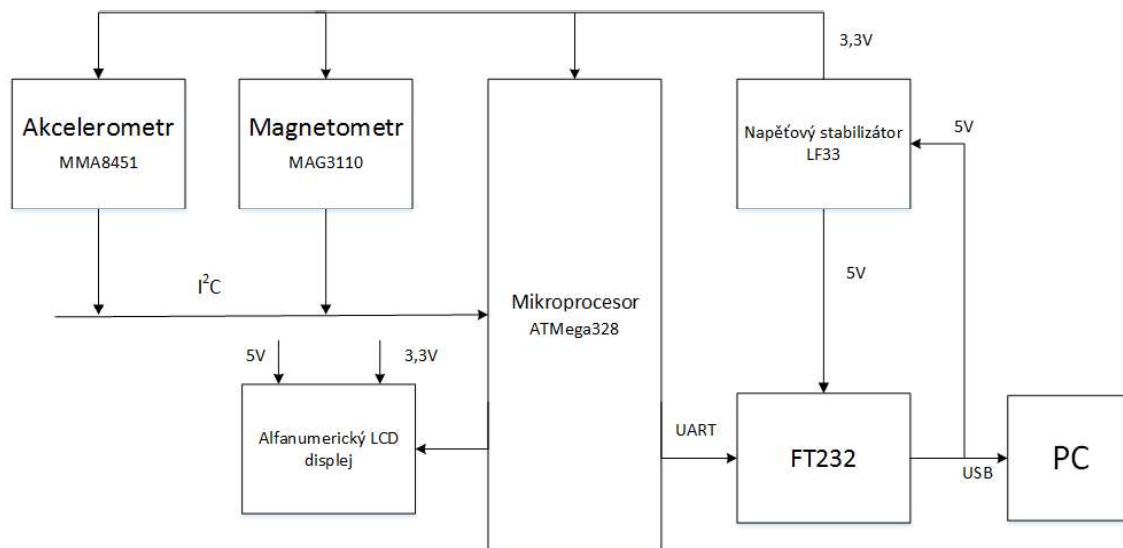 3,3V
Akcelerometr
MMA8451
Magnetometr
MAG3110
Napěťový stabilizátor
LF33
5V
I²C
5V
Mikroprocesor
ATMega328
5V
3,3V
Alfanumerický LCD
displej
UART
FT232
USB
PC